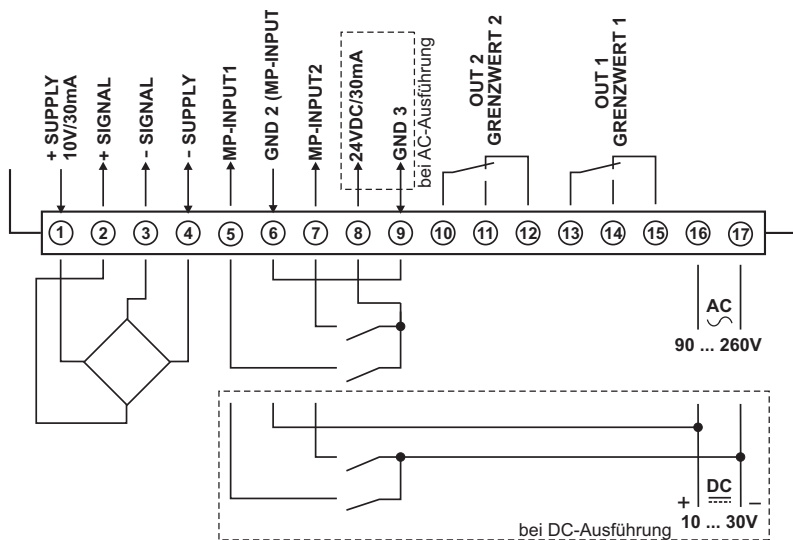 + SUPPLY
10V/30mA
+ SIGNAL
- SIGNAL
- SUPPLY
MP-INPUT1
GND 2 (MP-INPUT
MP-INPUT2
24VDC/30mA
GND 3
bei AC-Ausführung
OUT 2
GRENZWERT 2
OUT 1
GRENZWERT 1
1 2 3 4 5 6 7 8 9 10 11 12 13 14 15 16 17
AC
90 ... 260V
+ DC –
10 ... 30V
bei DC-Ausführung